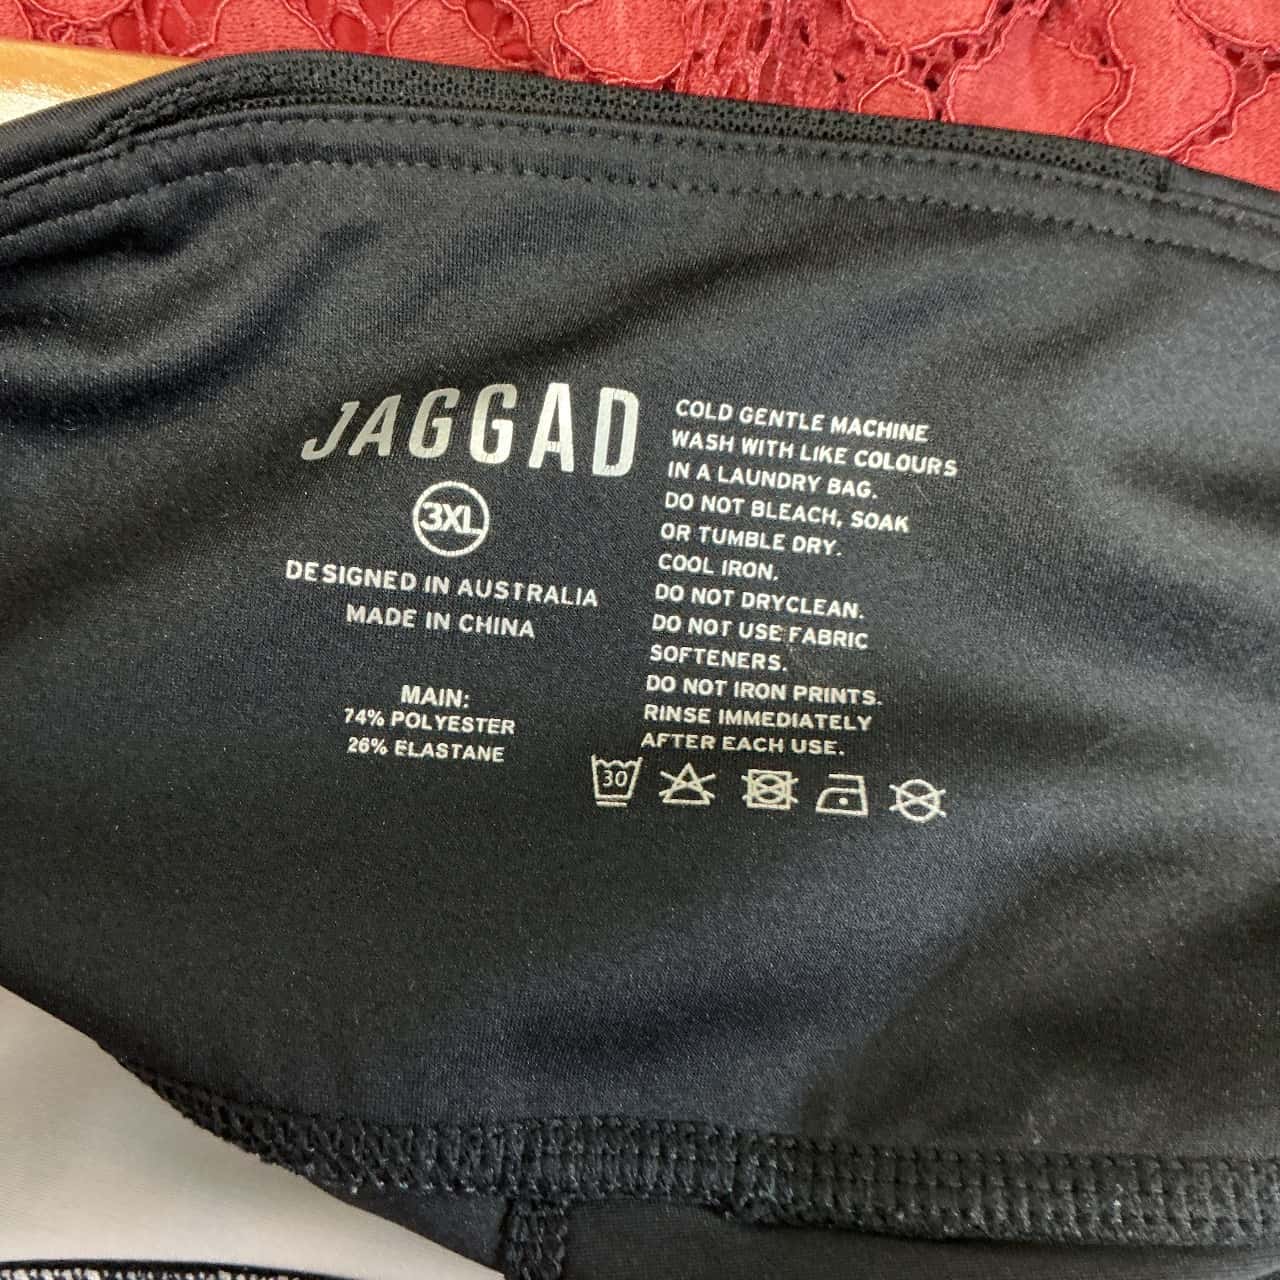 JAGGAD
3XL
DESIGNED IN AUSTRALIA
MADE IN CHINA
MAIN:
74% POLYESTER
26% ELASTANE
COLD GENTLE MACHINE
WASH WITH LIKE COLOURS
IN A LAUNDRY BAG.
DO NOT BLEACH, SOAK
OR TUMBLE DRY.
COOL IRON.
DO NOT DRYCLEAN.
DO NOT USE FABRIC
SOFTENERS.
DO NOT IRON PRINTS.
RINSE IMMEDIATELY
AFTER EACH USE.
30